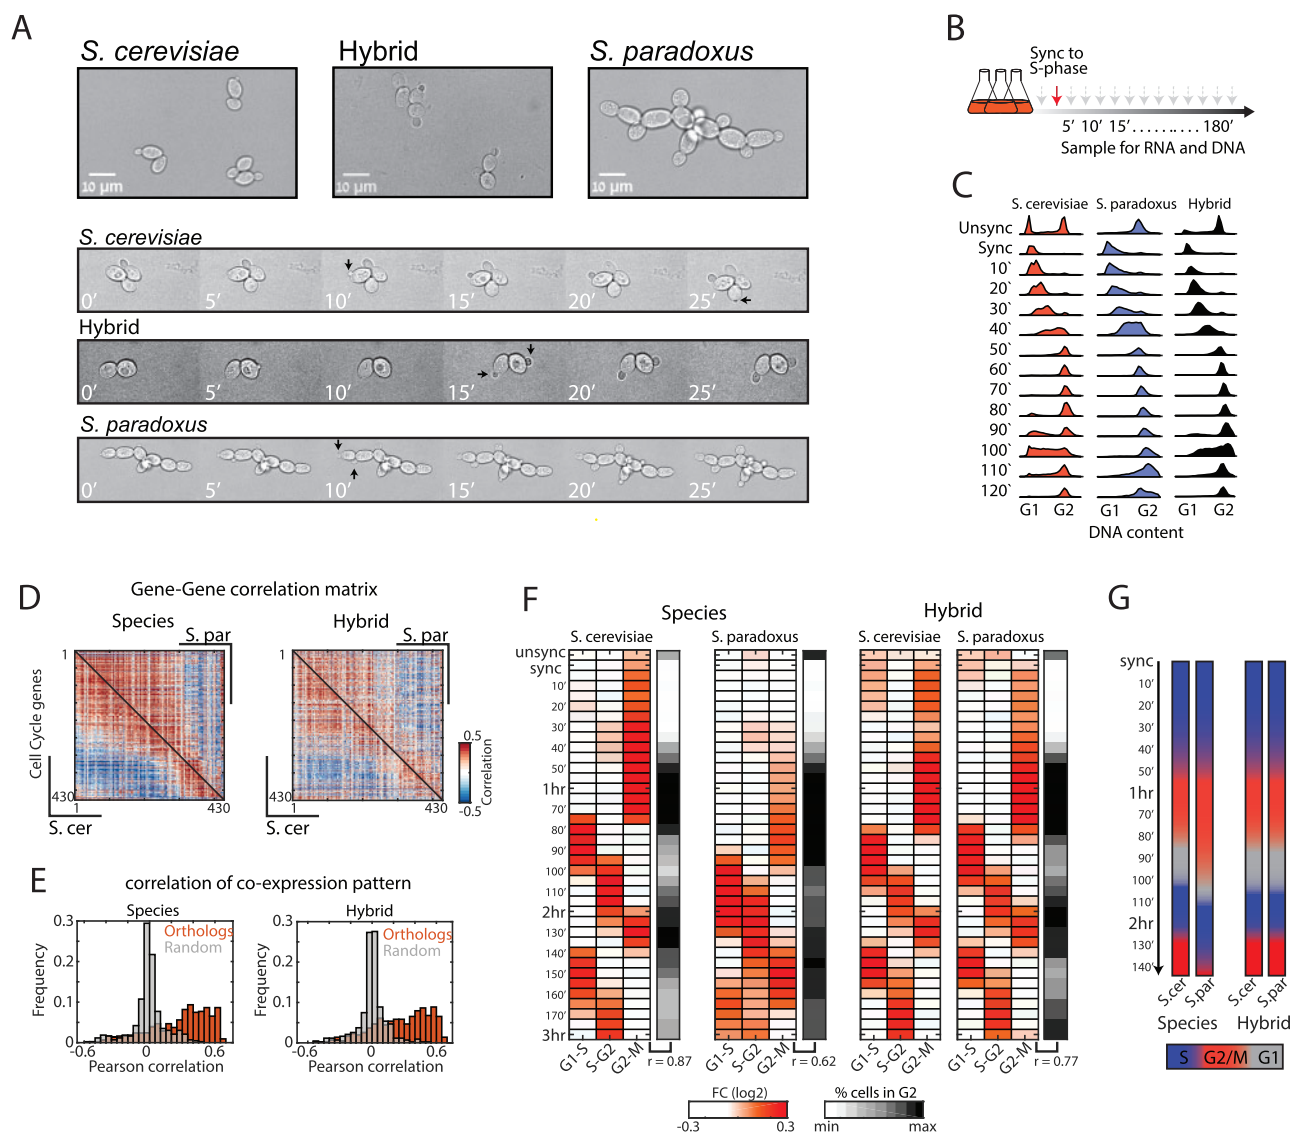 A
S. cerevisiae
Hybrid
S. paradoxus
10 μm
10 μm
10 μm
S. cerevisiae
0′ 5′ 10′ 15′ 20′ 25′
Hybrid
0′ 5′ 10′ 15′ 20′ 25′
S. paradoxus
0′ 5′ 10′ 15′ 20′ 25′
B
Sync to
S-phase
5′ 10′ 15′ . . . . . . . . . . 180′
Sample for RNA and DNA
C
S. cerevisiae S. paradoxus Hybrid
Unsync
Sync
10`
20`
30`
40`
50`
60`
70`
80`
90`
100`
110`
120`
G1 G2 G1 G2 G1 G2
DNA content
D
Gene-Gene correlation matrix
Species
S. par
Hybrid
S. par
Cell Cycle genes
1
430
1
430
S. cer
1
430
1
430
S. cer
0.5
-0.5
Correlation
E
correlation of co-expression pattern
Species
Orthologs
Random
Frequency
0.3
0.2
0.1
0
-0.6 0 0.6
Pearson correlation
Hybrid
Orthologs
Random
Frequency
0.3
0.2
0.1
0
-0.6 0 0.6
Pearson correlation
F
Species
Hybrid
S. cerevisiae
S. paradoxus
S. cerevisiae
S. paradoxus
unsync
sync
10′
20′
30′
40′
50′
1hr
70′
80′
90′
100′
110′
2hr
130′
140′
150′
160′
170′
3hr
G1-S S-G2 G2-M
r = 0.87
G1-S S-G2 G2-M
r = 0.62
G1-S S-G2 G2-M
G1-S S-G2 G2-M
r = 0.77
FC (log2)
-0.3 0.3
% cells in G2
min max
G
sync
10′
20′
30′
40′
50′
1hr
70′
80′
90′
100′
110′
2hr
130′
140′
S.cer S.par S.cer S.par
Species Hybrid
S G2/M G1